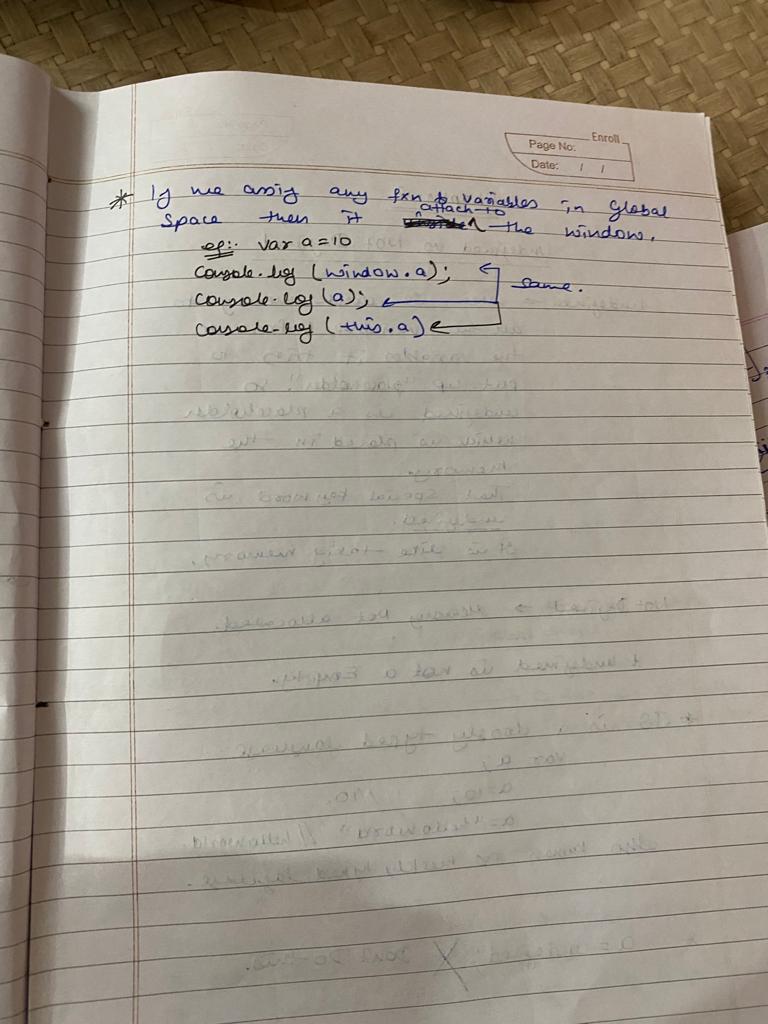 Enroll
Page No:
Date: / /
* If we assig any fxn & variables in Global
attach to
space then it the window.
eg:- var a=10
Console.log (window.a);
same.
Console.log (a);
Console.log (this.a)